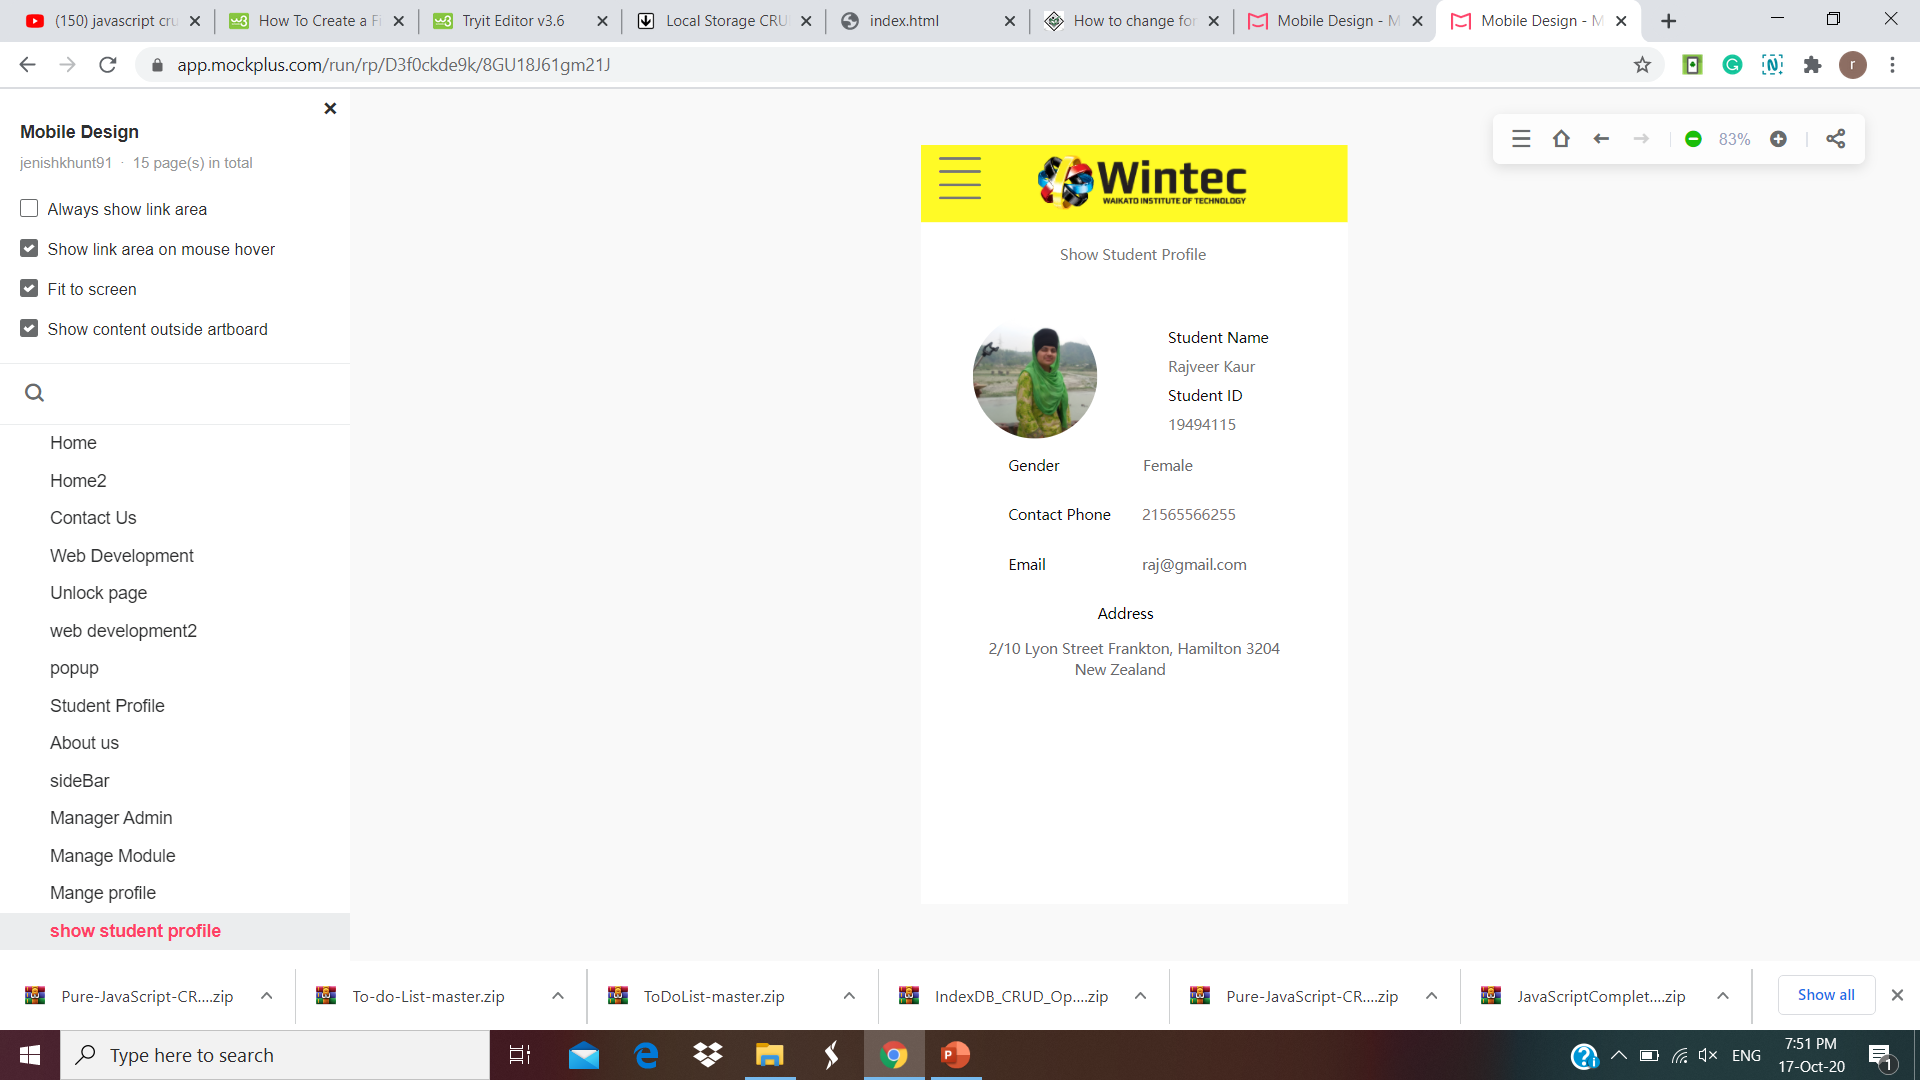 (150) javascript cru
How To Create a Fi
Tryit Editor v3.6
Local Storage CRU
index.html
How to change for
Mobile Design - M
Mobile Design - M
app.mockplus.com/run/rp/D3f0ckde9k/8GU18J61gm21J
r
Mobile Design
jenishkhunt91 · 15 page(s) in total
Always show link area
Show link area on mouse hover
Fit to screen
Show content outside artboard
Home
Home2
Contact Us
Web Development
Unlock page
web development2
popup
Student Profile
About us
sideBar
Manager Admin
Manage Module
Mange profile
show student profile
83%
Wintec
WAIKATO INSTITUTE OF TECHNOLOGY
Show Student Profile
Student Name
Rajveer Kaur
Student ID
19494115
Gender Female
Contact Phone 21565566255
Email raj@gmail.com
Address
2/10 Lyon Street Frankton, Hamilton 3204
New Zealand
Pure-JavaScript-CR....zip
To-do-List-master.zip
ToDoList-master.zip
IndexDB_CRUD_Op....zip
Pure-JavaScript-CR....zip
JavaScriptComplet....zip
Show all
Type here to search
ENG
7:51 PM
17-Oct-20
1